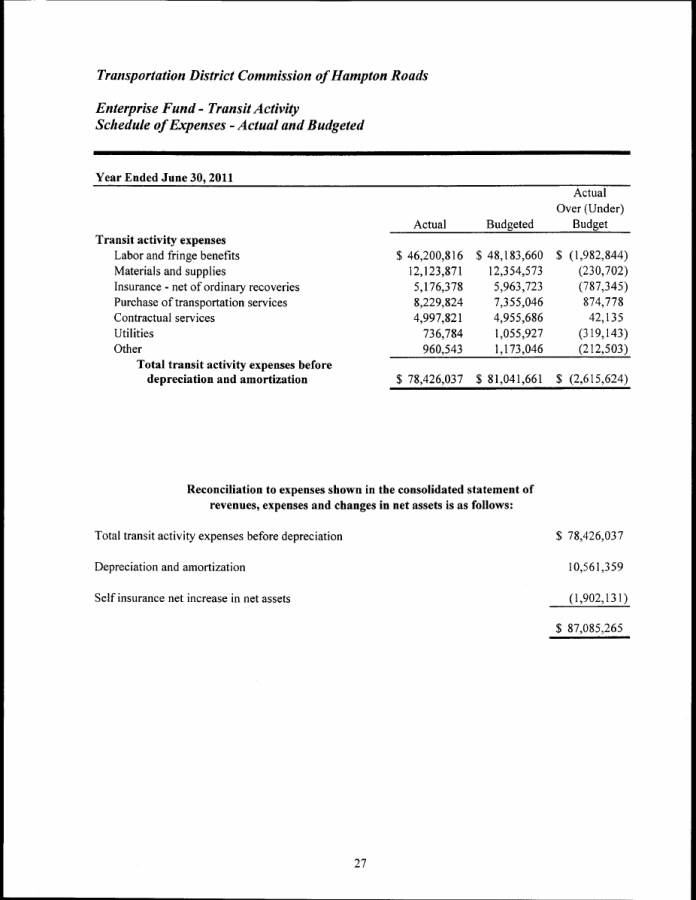 Transportation District Commission of Hampton Roads
Enterprise Fund - Transit Activity
Schedule of Expenses - Actual and Budgeted
Year Ended June 30, 2011
Actual
Over (Under)
Actual Budgeted Budget
Transit activity expenses
Labor and fringe benefits $ 46,200,816 $ 48,183,660 $ (1,982,844)
Materials and supplies 12,123,871 12,354,573 (230,702)
Insurance - net of ordinary recoveries 5,176,378 5,963,723 (787,345)
Purchase of transportation services 8,229,824 7,355,046 874,778
Contractual services 4,997,821 4,955,686 42,135
Utilities 736,784 1,055,927 (319,143)
Other 960,543 1,173,046 (212,503)
Total transit activity expenses before
depreciation and amortization $ 78,426,037 $ 81,041,661 $ (2,615,624)
Reconciliation to expenses shown in the consolidated statement of
revenues, expenses and changes in net assets is as follows:
Total transit activity expenses before depreciation $ 78,426,037
Depreciation and amortization 10,561,359
Self insurance net increase in net assets (1,902,131)
$ 87,085,265
27